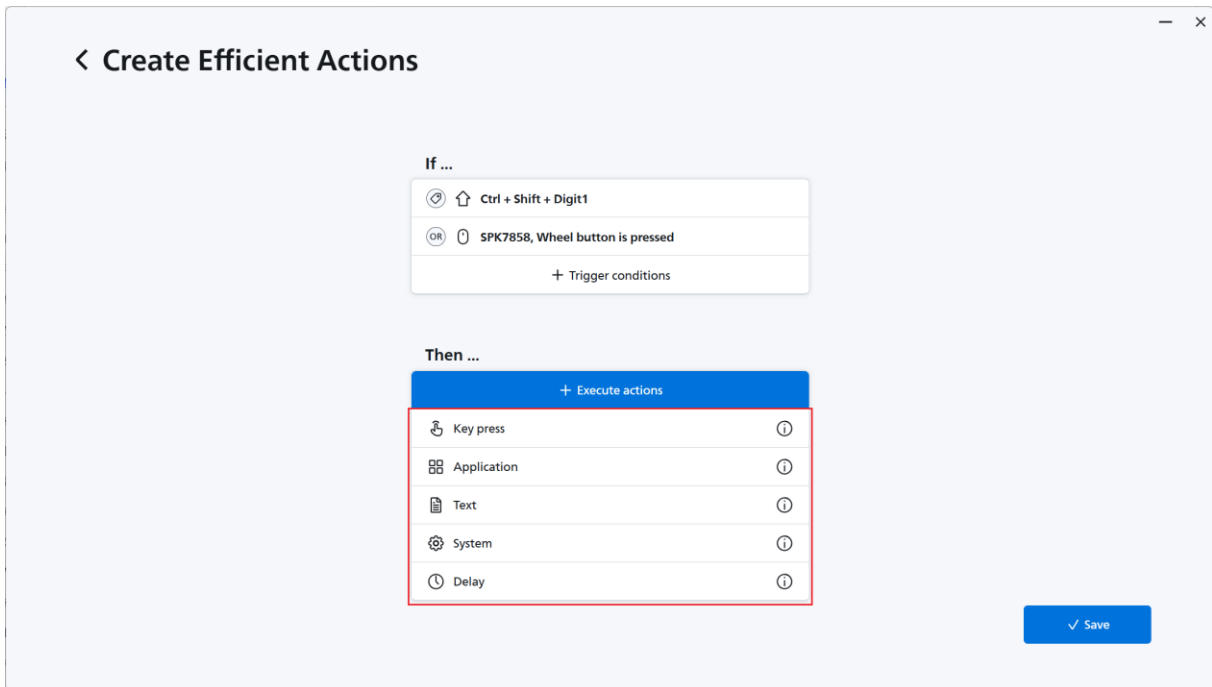 Create Efficient Actions
If ...
Ctrl + Shift + Digit1
OR SPK7858, Wheel button is pressed
+ Trigger conditions
Then ...
+ Execute actions
Key press
Application
Text
System
Delay
Save